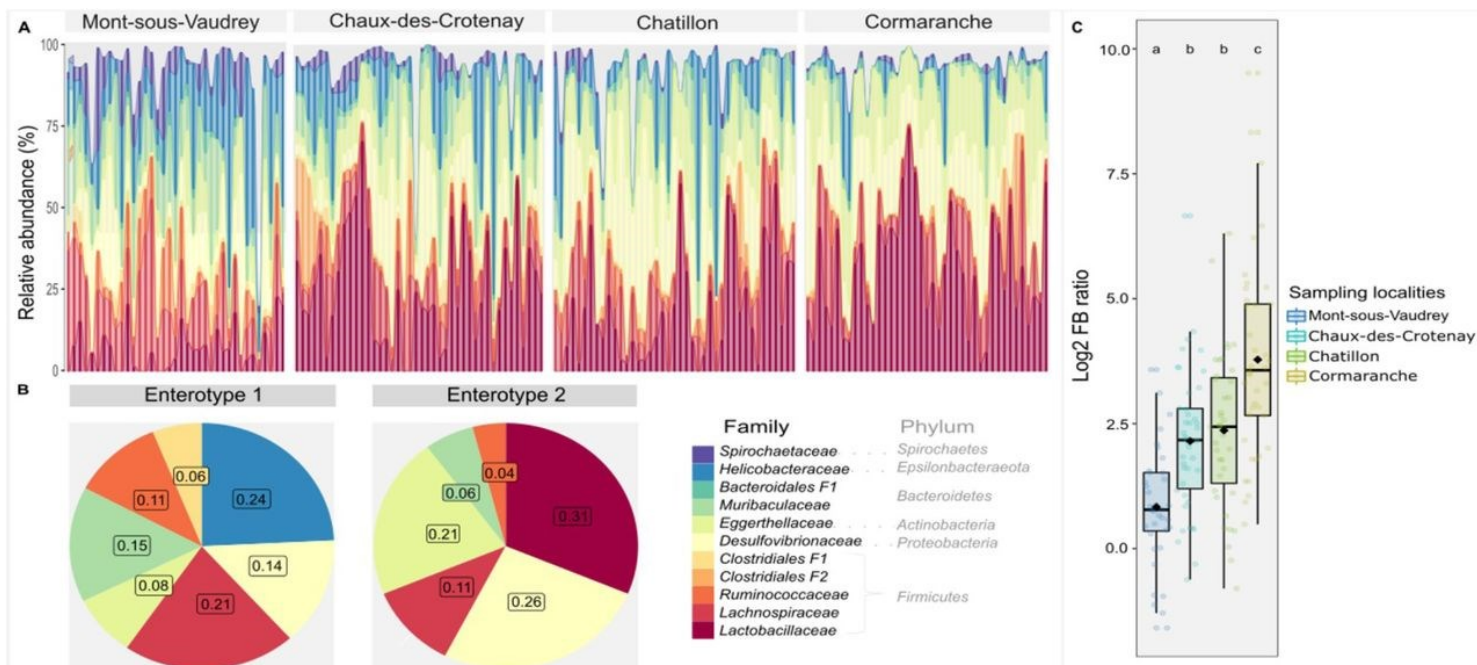 A
Mont-sous-Vaudrey
Chaux-des-Crotenay
Chatillon
Cormaranche
Relative abundance (%)
100
75
50
25
0
B
Enterotype 1
0.24
0.14
0.21
0.08
0.15
0.11
0.06
Enterotype 2
0.31
0.26
0.11
0.21
0.06
0.04
Family Phylum
Spirochaetaceae Spirochaetes
Helicobacteraceae Epsilonbacteraeota
Bacteroidales F1
Bacteroidetes
Muribaculaceae
Eggerthellaceae Actinobacteria
Desulfovibrionaceae Proteobacteria
Clostridiales F1
Clostridiales F2
Ruminococcaceae Firmicutes
Lachnospiraceae
Lactobacillaceae
C
a b b c
Log2 FB ratio
10.0
7.5
5.0
2.5
0.0
Sampling localities
Mont-sous-Vaudrey
Chaux-des-Crotenay
Chatillon
Cormaranche